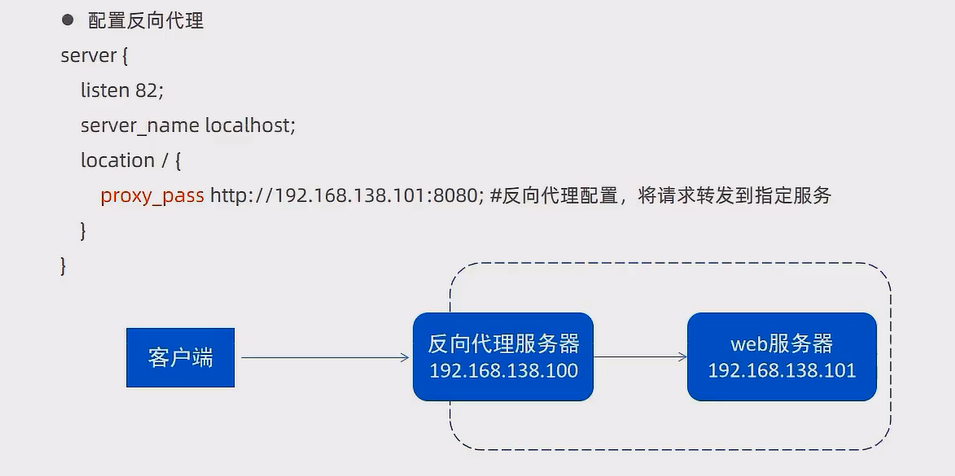 ● 配置反向代理
server {
listen 82;
server_name localhost;
location / {
proxy_pass http://192.168.138.101:8080; #反向代理配置，将请求转发到指定服务
}
}
客户端
反向代理服务器
192.168.138.100
web服务器
192.168.138.101